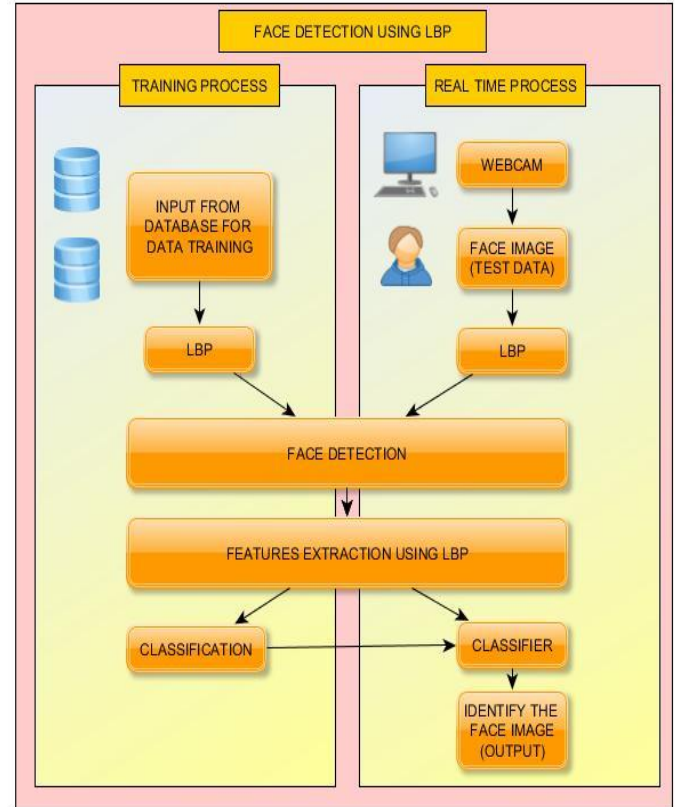 FACE DETECTION USING LBP
TRAINING PROCESS
INPUT FROM
DATABASE FOR
DATA TRAINING
LBP
REAL TIME PROCESS
WEBCAM
FACE IMAGE
(TEST DATA)
LBP
FACE DETECTION
FEATURES EXTRACTION USING LBP
CLASSIFICATION
CLASSIFIER
IDENTIFY THE
FACE IMAGE
(OUTPUT)